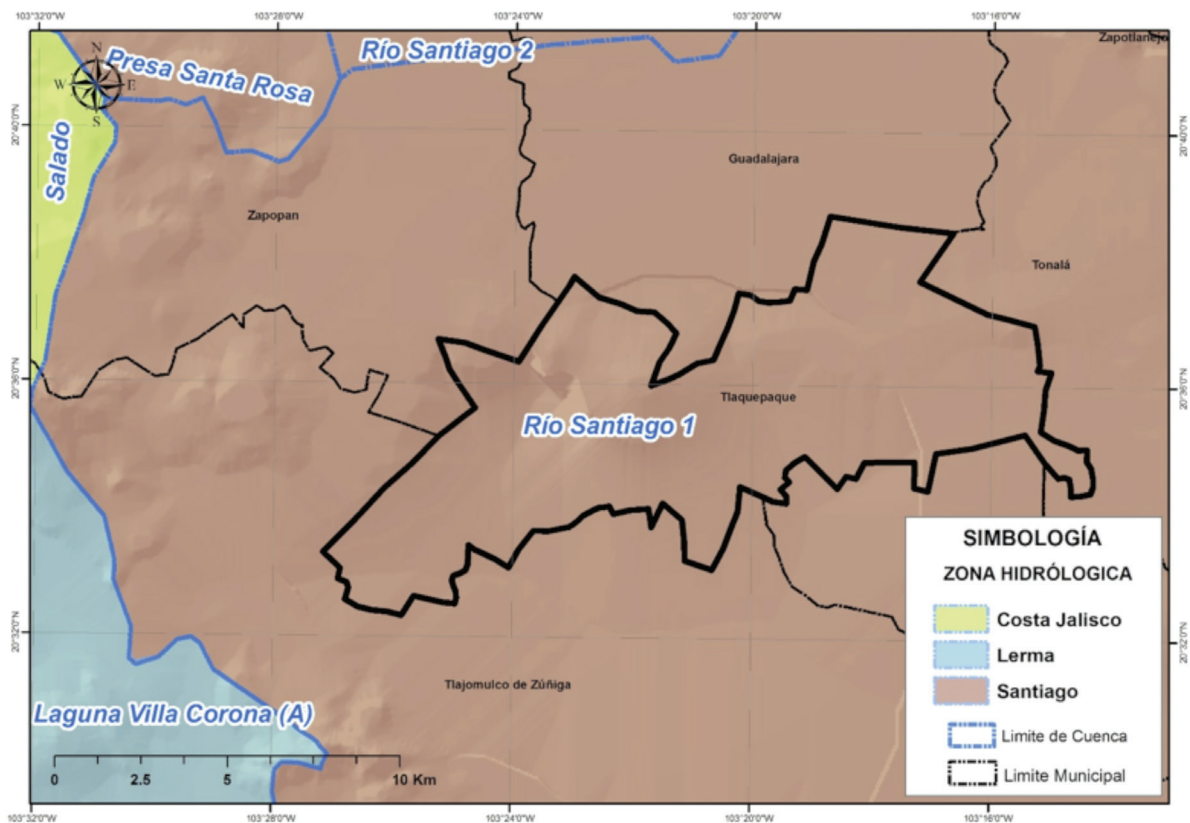 103°32'0"W 103°28'0"W 103°24'0"W 103°20'0"W 103°16'0"W
Zapotlanejo
Río Santiago 2
N
Presa Santa Rosa
W E
S
20°40'0"N
20°40'0"N
Salado
Guadalajara
Zapopan
Tonalá
20°36'0"N
20°36'0"N
Tlaquepaque
Río Santiago 1
SIMBOLOGÍA
ZONA HIDRÓLOGICA
Costa Jalisco
Lerma
Santiago
Limite de Cuenca
Limite Municipal
20°32'0"N
20°32'0"N
Tlajomulco de Zúñiga
Laguna Villa Corona (A)
0 2.5 5 10 Km
103°32'0"W 103°28'0"W 103°24'0"W 103°20'0"W 103°16'0"W